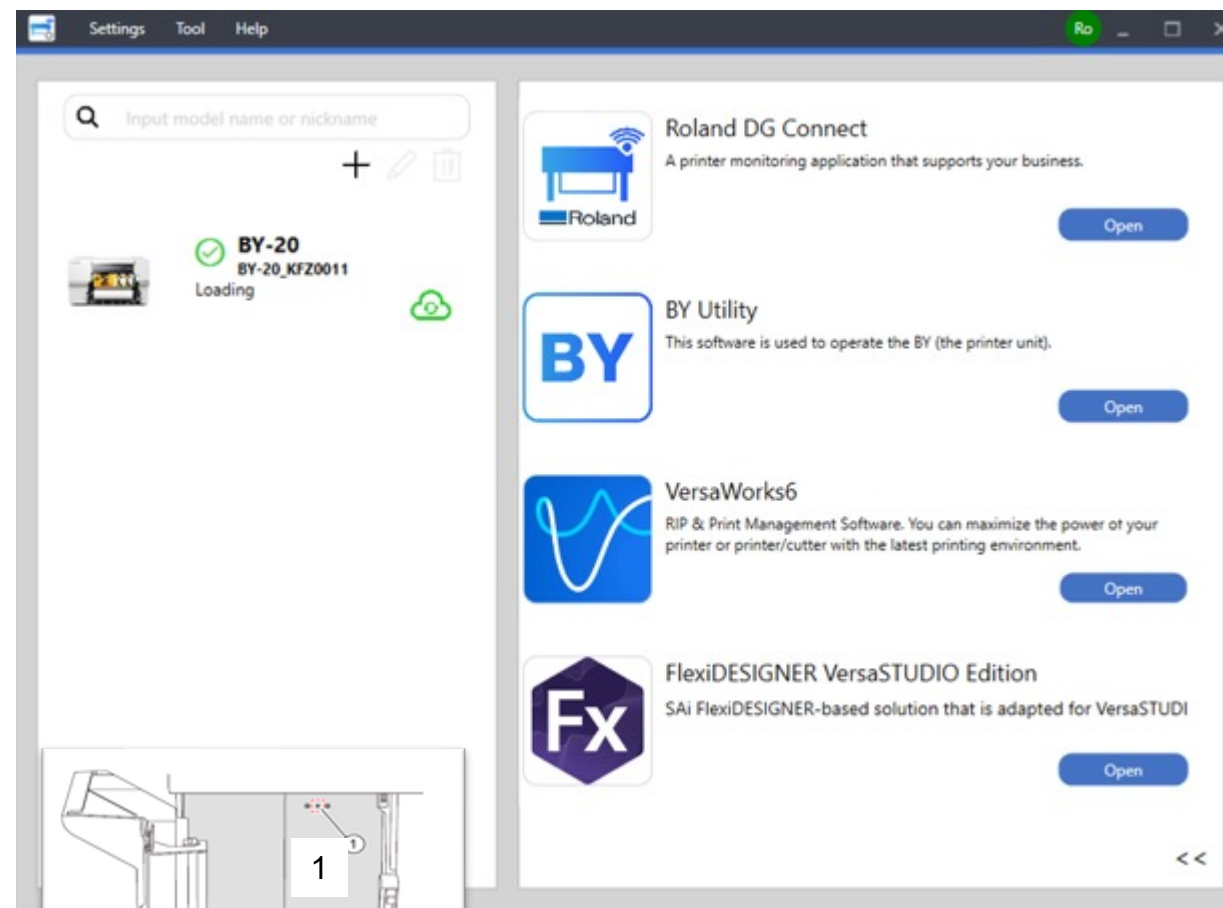 Settings Tool Help Ro
Input model name or nickname
BY-20
BY-20_KFZ0011
Loading
Roland DG Connect
A printer monitoring application that supports your business.
Roland
Open
BY Utility
BY
This software is used to operate the BY (the printer unit).
Open
VersaWorks6
RIP & Print Management Software. You can maximize the power of your
printer or printer/cutter with the latest printing environment.
Open
FlexiDESIGNER VersaSTUDIO Edition
Fx
SAi FlexiDESIGNER-based solution that is adapted for VersaSTUDI
Open
<<
1
1